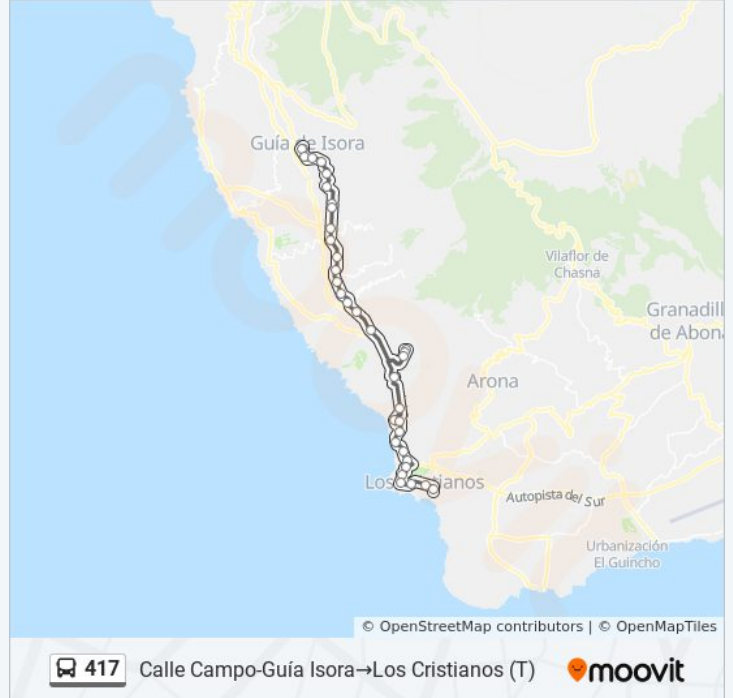 Guía de Isora
Vilaflor de
Chasna
Granadill
de Abon
Arona
Los Cristianos
Autopista del Sur
Urbanización
El Guincho
© OpenStreetMap contributors | © OpenMapTiles
417 Calle Campo-Guía Isora→Los Cristianos (T) moovit